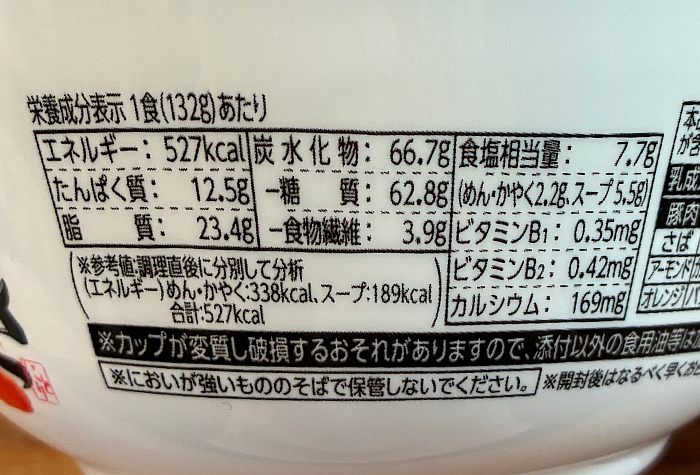 栄養成分表示 1食(132g)あたり
エネルギー： 527kcal
たんぱく質： 12.5g
脂質： 23.4g
炭水化物： 66.7g
−糖質： 62.8g
−食物繊維： 3.9g
食塩相当量： 7.7g
(めん・かやく2.2g、スープ5.5g)
ビタミンB1： 0.35mg
ビタミンB2： 0.42mg
カルシウム： 169mg
※参考値:調理直後に分別して分析
(エネルギー)めん・かやく:338kcal、スープ:189kcal
合計:527kcal
※カップが変質し破損するおそれがありますので、添付以外の食用油等は
※においが強いもののそばで保管しないでください。
※開封後はなるべく早くお
本
が含
乳成
豚肉
さば
アーモンド
オレンジ